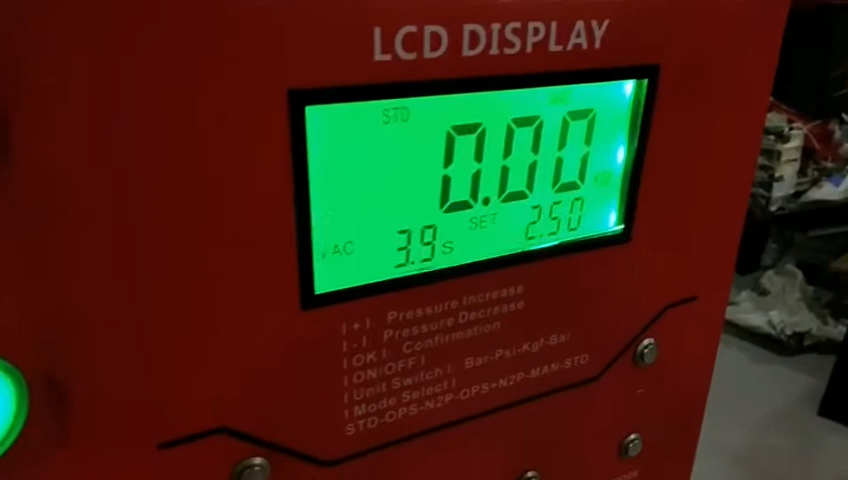 LCD DISPLAY
STD
0.00
SET
2.50
VAC
3.9 S
[+]: Pressure Increase
[-]: Pressure Decrease
[OK]: Confirmation
[ON/OFF]
[Unit Switch]: Bar-Psi-Kgf-Bar
[Mode Select]:
STD-OPS-N2P-OPS+N2P-MAN-STD